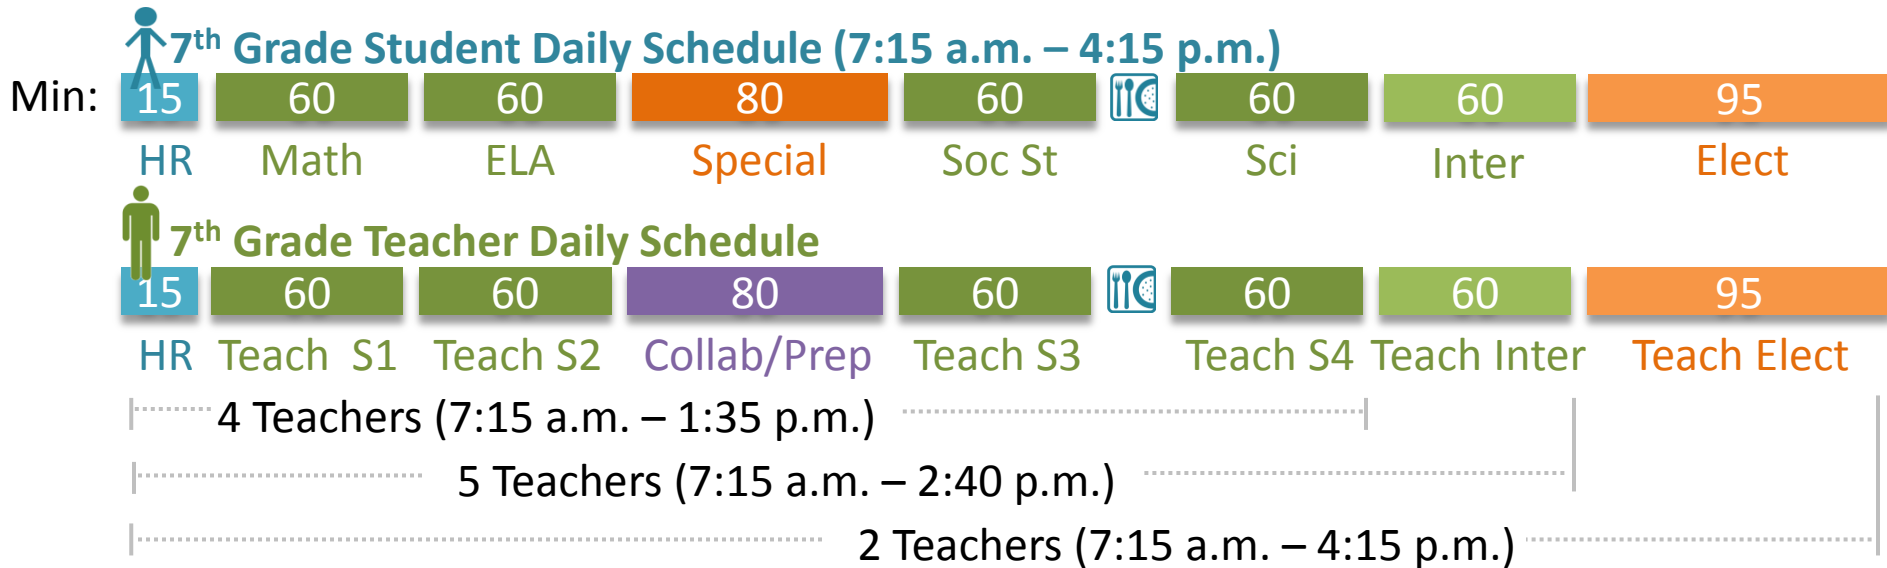 7th Grade Student Daily Schedule (7:15 a.m. – 4:15 p.m.)
Min: 15 60 60 80 60 60 60 95
HR Math ELA Special Soc St Sci Inter Elect
7th Grade Teacher Daily Schedule
15 60 60 80 60 60 60 95
HR Teach S1 Teach S2 Collab/Prep Teach S3 Teach S4 Teach Inter Teach Elect
4 Teachers (7:15 a.m. – 1:35 p.m.)
5 Teachers (7:15 a.m. – 2:40 p.m.)
2 Teachers (7:15 a.m. – 4:15 p.m.)